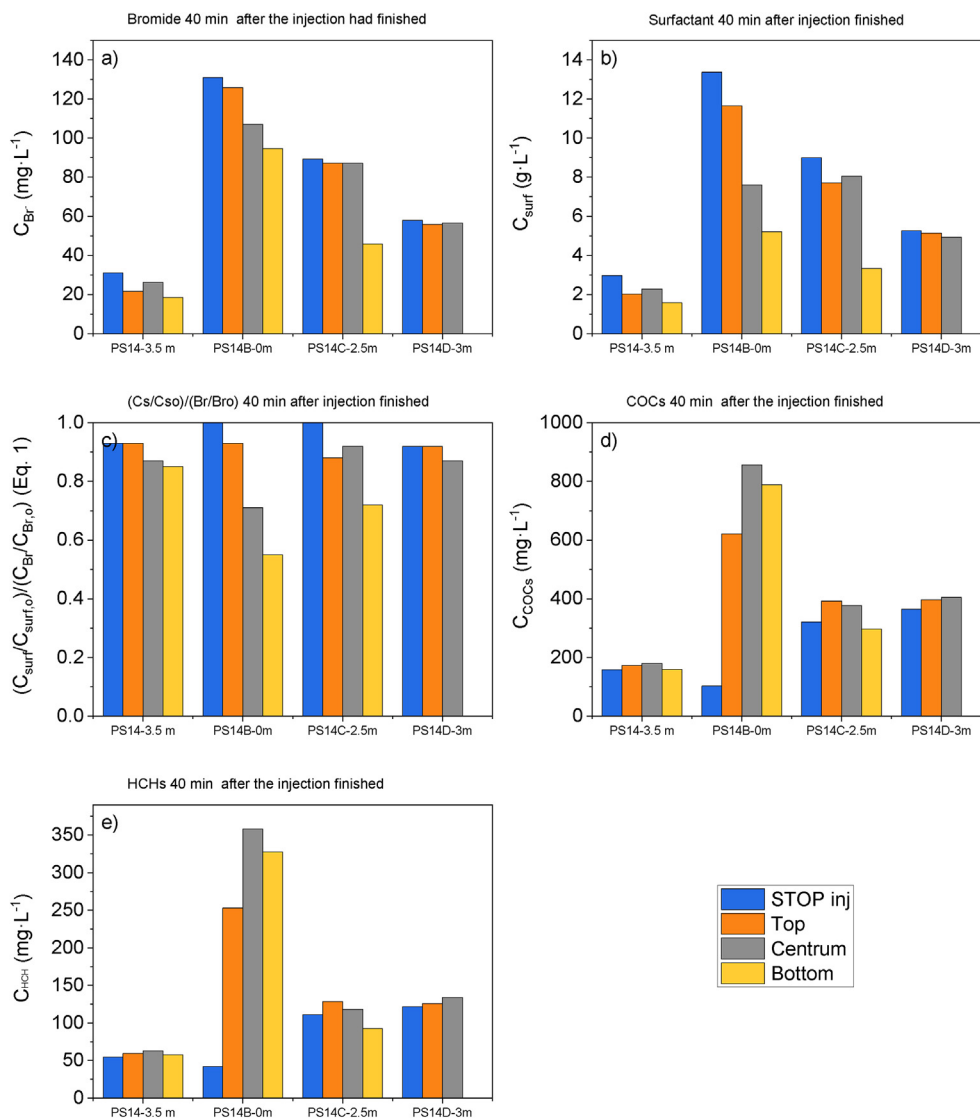 Bromide 40 min  after the injection had finished
a)
C_Br- (mg·L⁻¹)
140
120
100
80
60
40
20
0
PS14-3.5 m
PS14B-0m
PS14C-2.5m
PS14D-3m
Surfactant 40 min after injection finished
b)
C_surf (g·L⁻¹)
14
12
10
8
6
4
2
0
PS14-3.5 m
PS14B-0m
PS14C-2.5m
PS14D-3m
(Cs/Cso)/(Br/Bro) 40 min after injection finished
c)
(C_surf/C_surf,o)/(C_Br/C_Br,o) (Eq. 1)
1.0
0.8
0.6
0.4
0.2
0.0
PS14-3.5 m
PS14B-0m
PS14C-2.5m
PS14D-3m
COCs 40 min  after the injection finished
d)
C_COCs (mg·L⁻¹)
1000
800
600
400
200
0
PS14-3.5 m
PS14B-0m
PS14C-2.5m
PS14D-3m
HCHs 40 min  after the injection finished
e)
C_HCH (mg·L⁻¹)
350
300
250
200
150
100
50
0
PS14-3.5 m
PS14B-0m
PS14C-2.5m
PS14D-3m
STOP inj
Top
Centrum
Bottom